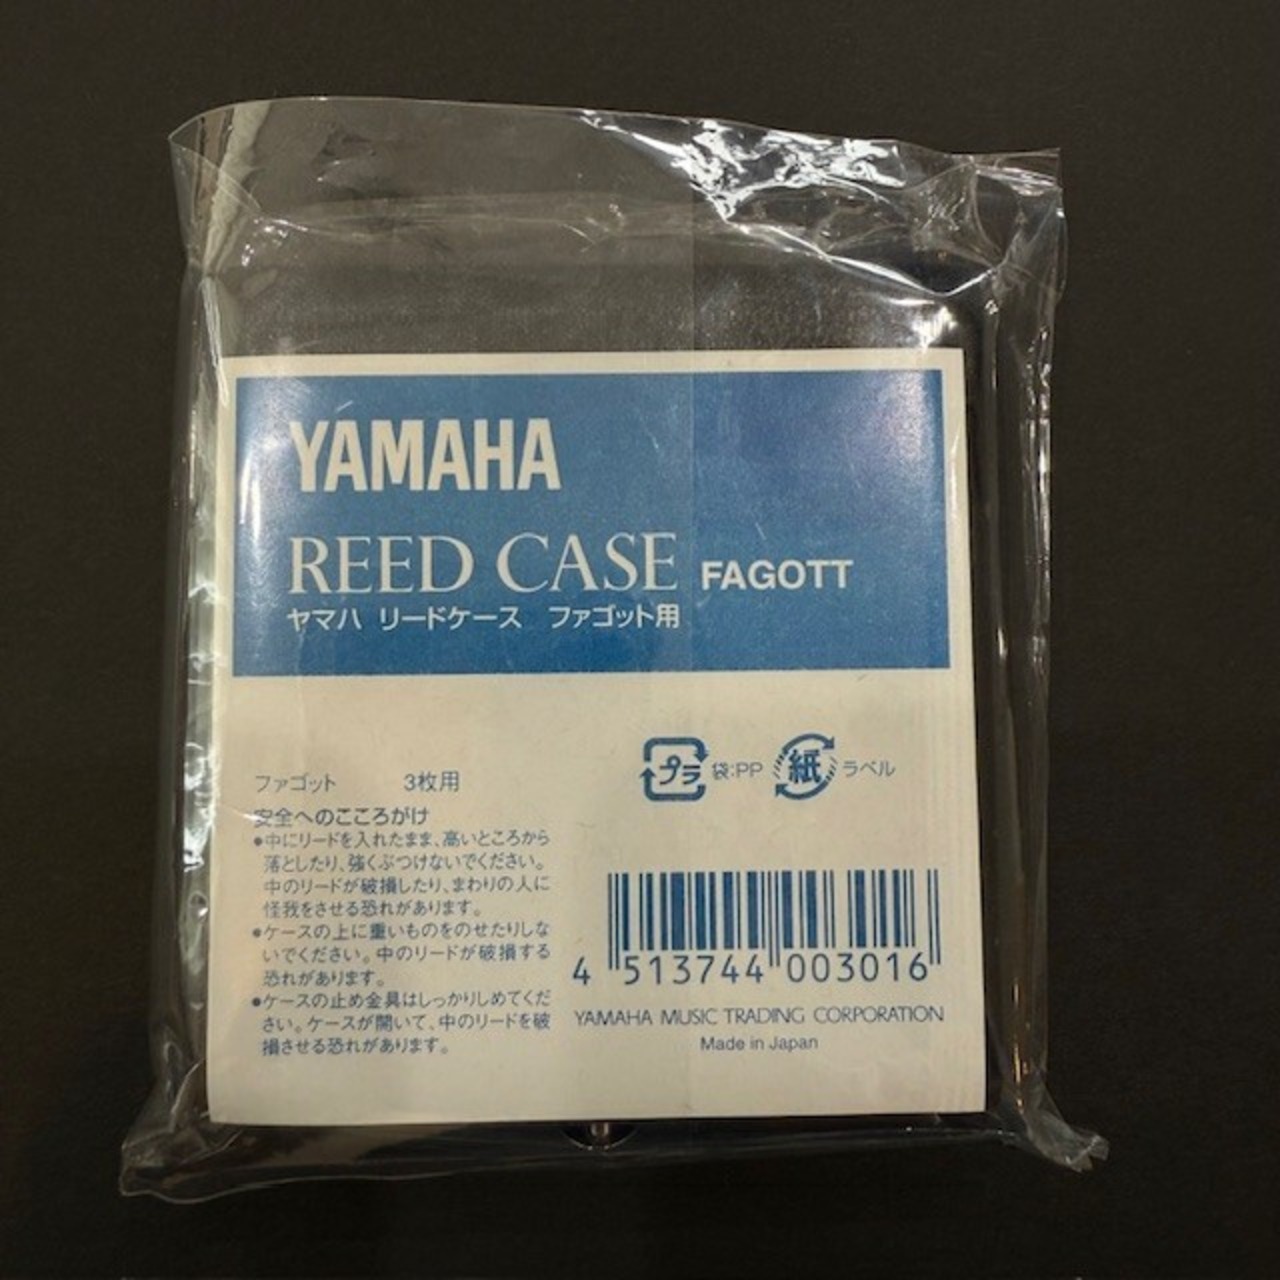 YAMAHA
REED CASE FAGOTT
ヤマハ リードケース ファゴット用
プラ 袋:PP 紙 ラベル
ファゴット 3枚用
安全へのこころがけ
●中にリードを入れたまま、高いところから
落としたり、強くぶつけないでください。
中のリードが破損したり、まわりの人に
怪我をさせる恐れがあります。
●ケースの上に重いものをのせたりしな
いでください。中のリードが破損する
恐れがあります。
●ケースの止め金具はしっかりしめてくだ
さい。ケースが開いて、中のリードを破
損させる恐れがあります。
4 513744 003016
YAMAHA MUSIC TRADING CORPORATION
Made in Japan